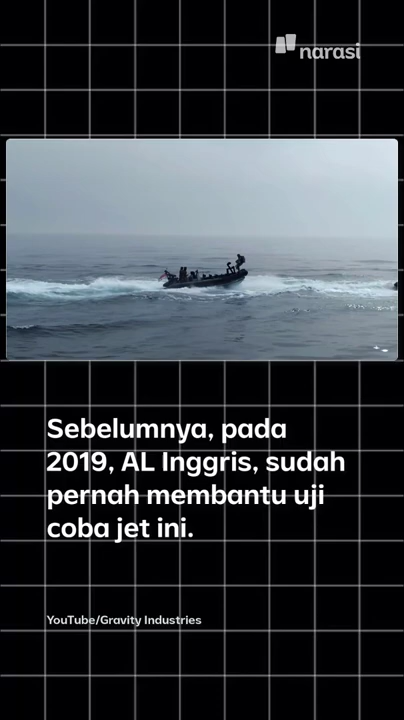 narasi
Sebelumnya, pada
2019, AL Inggris, sudah
pernah membantu uji
coba jet ini.
YouTube/Gravity Industries